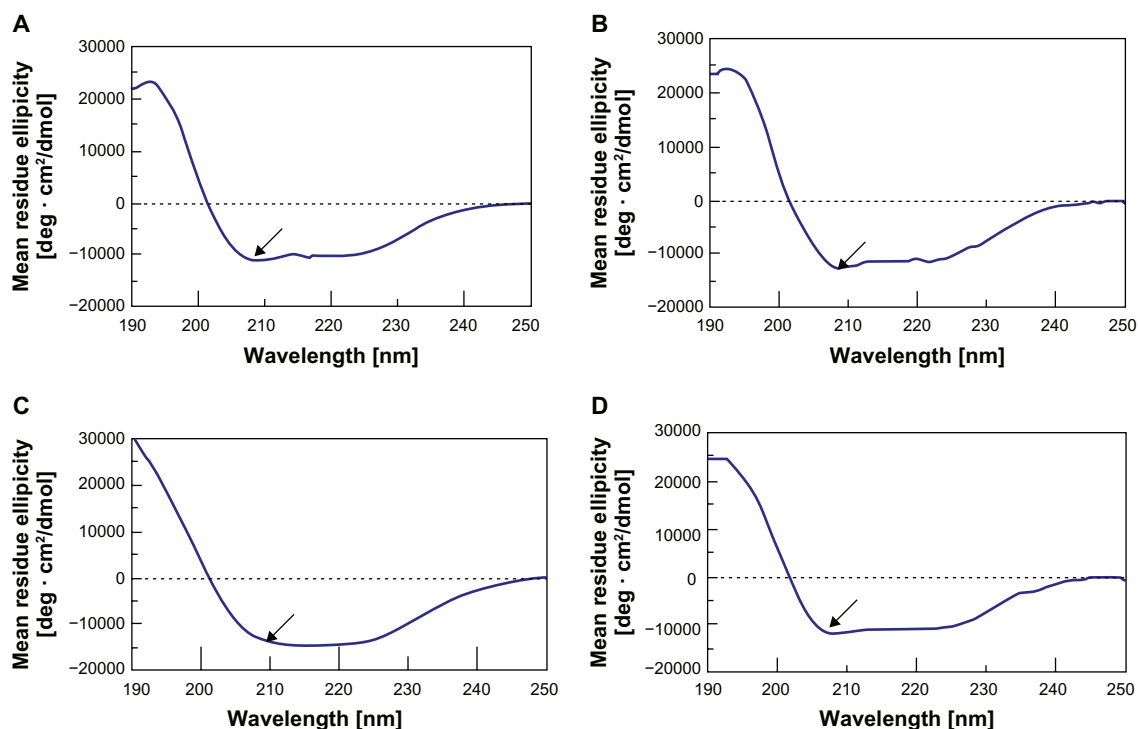 A
30000
20000
10000
0
−10000
−20000
190 200 210 220 230 240 250
Wavelength [nm]
Mean residue ellipicity
[deg · cm²/dmol]
B
30000
20000
10000
0
−10000
−20000
190 200 210 220 230 240 250
Wavelength [nm]
Mean residue ellipicity
[deg · cm²/dmol]
C
30000
20000
10000
0
−10000
−20000
190 200 210 220 230 240 250
Wavelength [nm]
Mean residue ellipicity
[deg · cm²/dmol]
D
30000
20000
10000
0
−10000
−20000
190 200 210 220 230 240 250
Wavelength [nm]
Mean residue ellipicity
[deg · cm²/dmol]